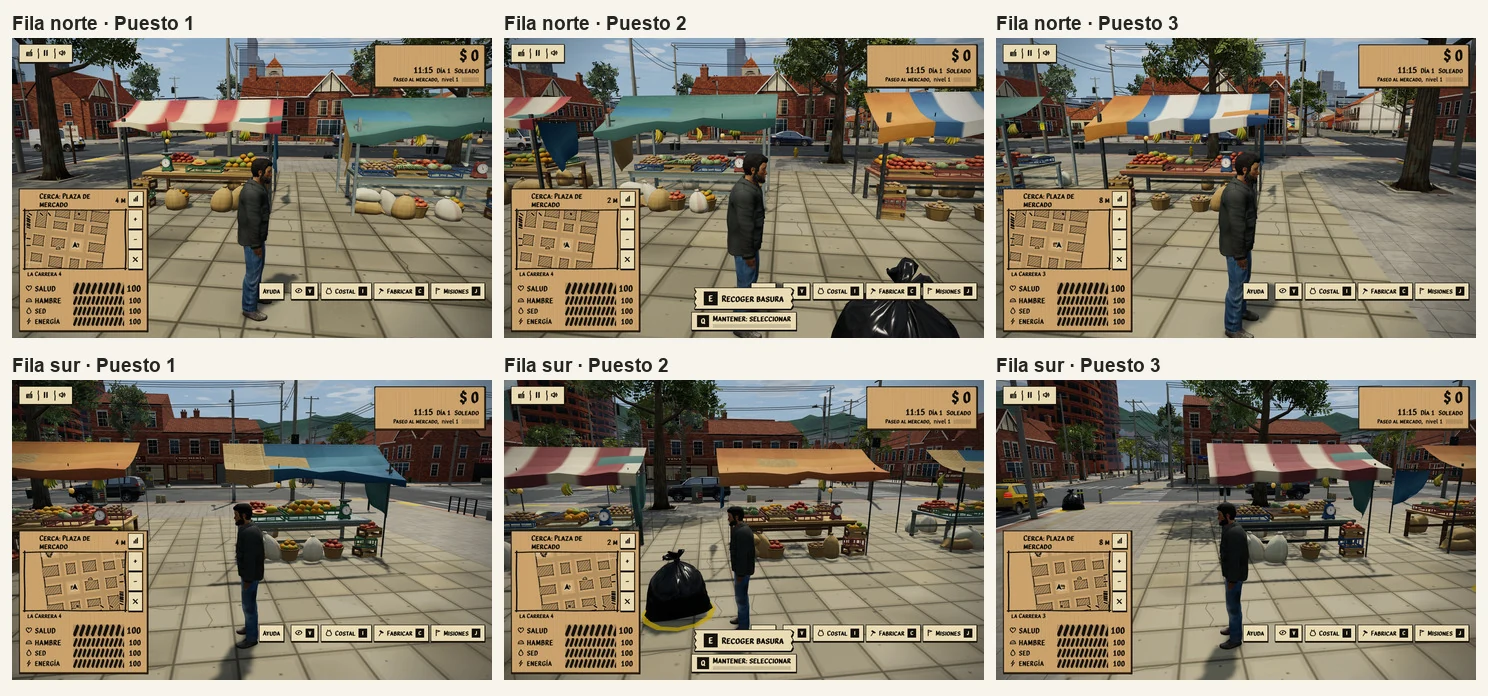 Fila norte · Puesto 1
$ 0
11:15 Día 1 Soleado
Paseo al mercado, nivel 1
Cerca: Plaza de Mercado
4 m
La Carrera 4
Salud 100
Hambre 100
Sed 100
Energía 100
Ayuda
V
Costal I
Fabricar C
Misiones J
Fila norte · Puesto 2
$ 0
11:15 Día 1 Soleado
Paseo al mercado, nivel 1
Cerca: Plaza de Mercado
2 m
La Carrera 4
Salud 100
Hambre 100
Sed 100
Energía 100
E Recoger basura
Q Mantener: seleccionar
V
Costal I
Fabricar C
Misiones J
Fila norte · Puesto 3
$ 0
11:15 Día 1 Soleado
Paseo al mercado, nivel 1
Cerca: Plaza de Mercado
8 m
La Carrera 3
Salud 100
Hambre 100
Sed 100
Energía 100
Ayuda
V
Costal I
Fabricar C
Misiones J
Fila sur · Puesto 1
$ 0
11:15 Día 1 Soleado
Paseo al mercado, nivel 1
Cerca: Plaza de Mercado
4 m
La Carrera 4
Salud 100
Hambre 100
Sed 100
Energía 100
Ayuda
V
Costal I
Fabricar C
Misiones J
Fila sur · Puesto 2
$ 0
11:15 Día 1 Soleado
Paseo al mercado, nivel 1
Cerca: Plaza de Mercado
2 m
La Carrera 4
Salud 100
Hambre 100
Sed 100
Energía 100
E Recoger basura
Q Mantener: seleccionar
V
Costal I
Fabricar C
Misiones J
Fila sur · Puesto 3
$ 0
11:15 Día 1 Soleado
Paseo al mercado, nivel 1
Cerca: Plaza de Mercado
8 m
La Carrera 3
Salud 100
Hambre 100
Sed 100
Energía 100
Ayuda
V
Costal I
Fabricar C
Misiones J